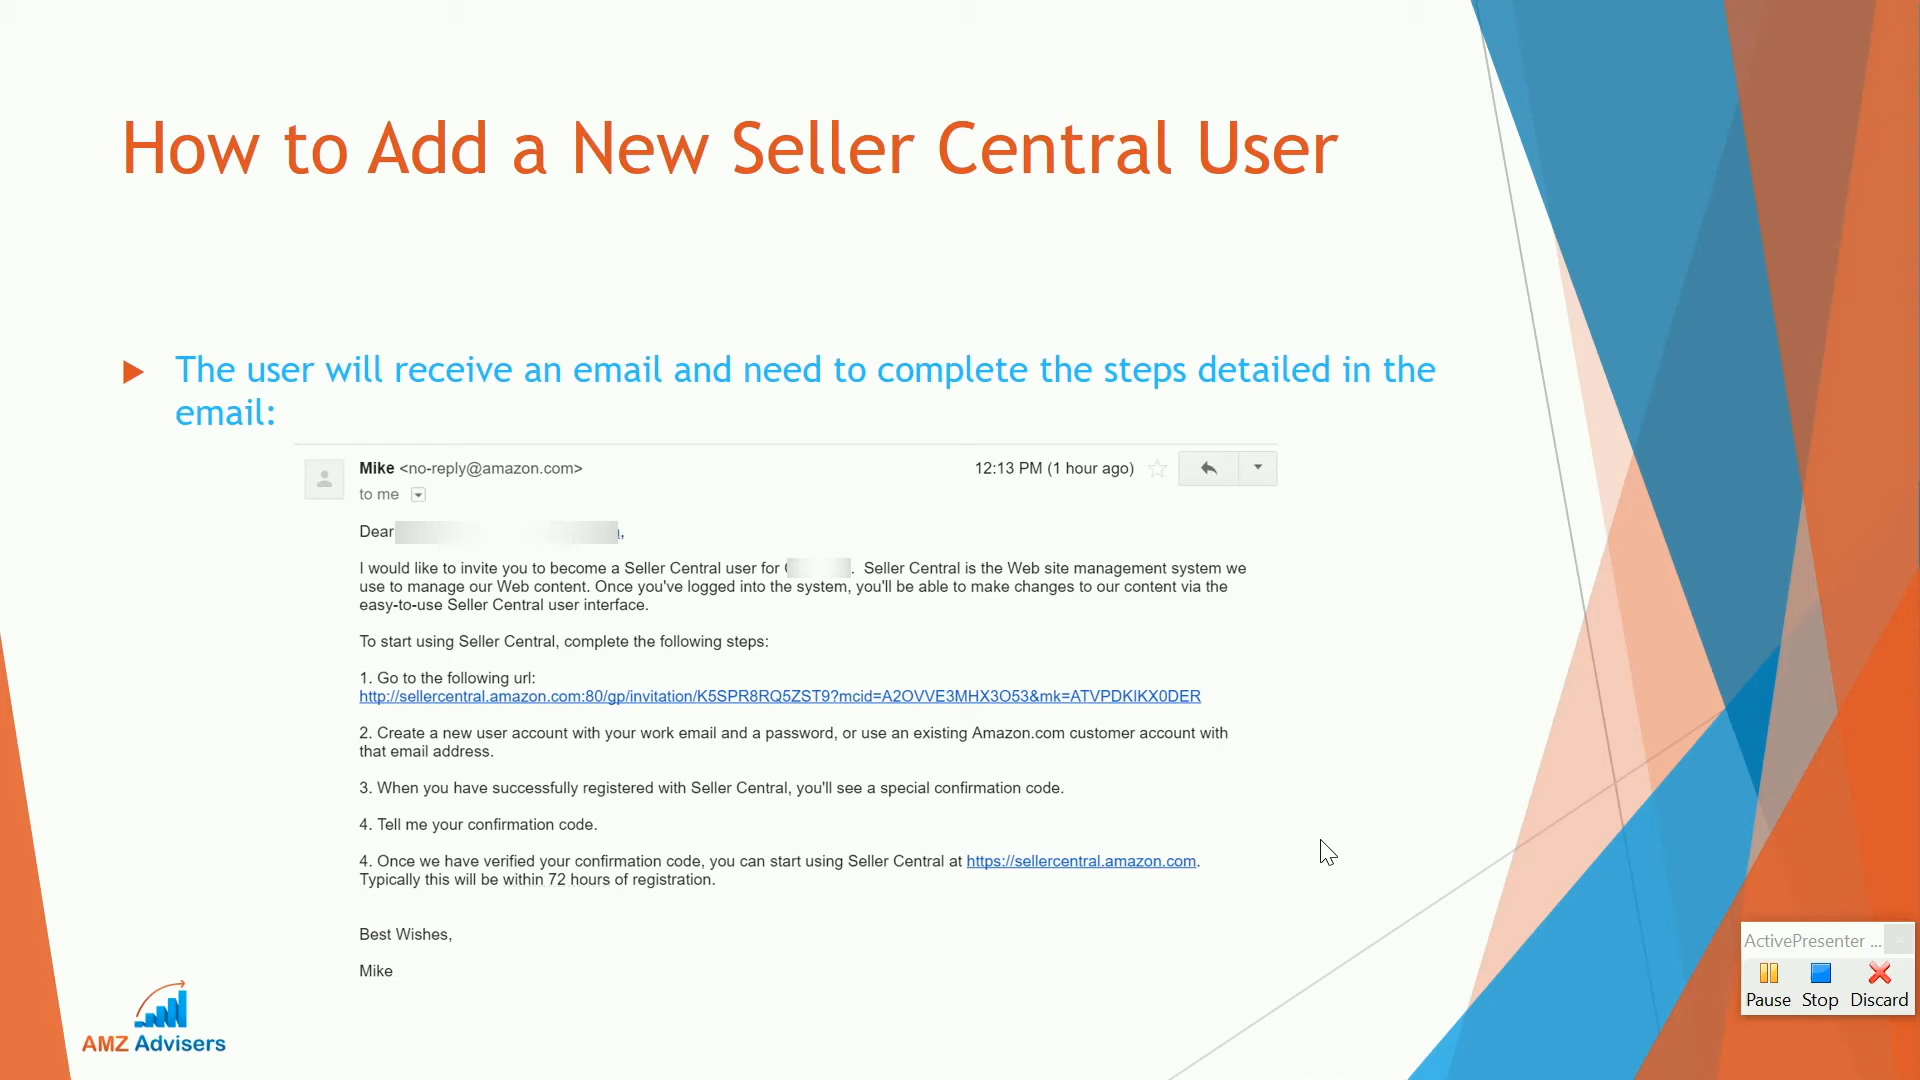 How to Add a New Seller Central User
The user will receive an email and need to complete the steps detailed in the
email:
Mike <no-reply@amazon.com> 12:13 PM (1 hour ago)
to me
Dear ,
I would like to invite you to become a Seller Central user for . Seller Central is the Web site management system we
use to manage our Web content. Once you've logged into the system, you'll be able to make changes to our content via the
easy-to-use Seller Central user interface.
To start using Seller Central, complete the following steps:
1. Go to the following url:
http://sellercentral.amazon.com:80/gp/invitation/K5SPR8RQ5ZST9?mcid=A2OVVE3MHX3O53&mk=ATVPDKIKX0DER
2. Create a new user account with your work email and a password, or use an existing Amazon.com customer account with
that email address.
3. When you have successfully registered with Seller Central, you'll see a special confirmation code.
4. Tell me your confirmation code.
4. Once we have verified your confirmation code, you can start using Seller Central at https://sellercentral.amazon.com.
Typically this will be within 72 hours of registration.
Best Wishes,
Mike
AMZ Advisers
ActivePresenter ...
Pause Stop Discard